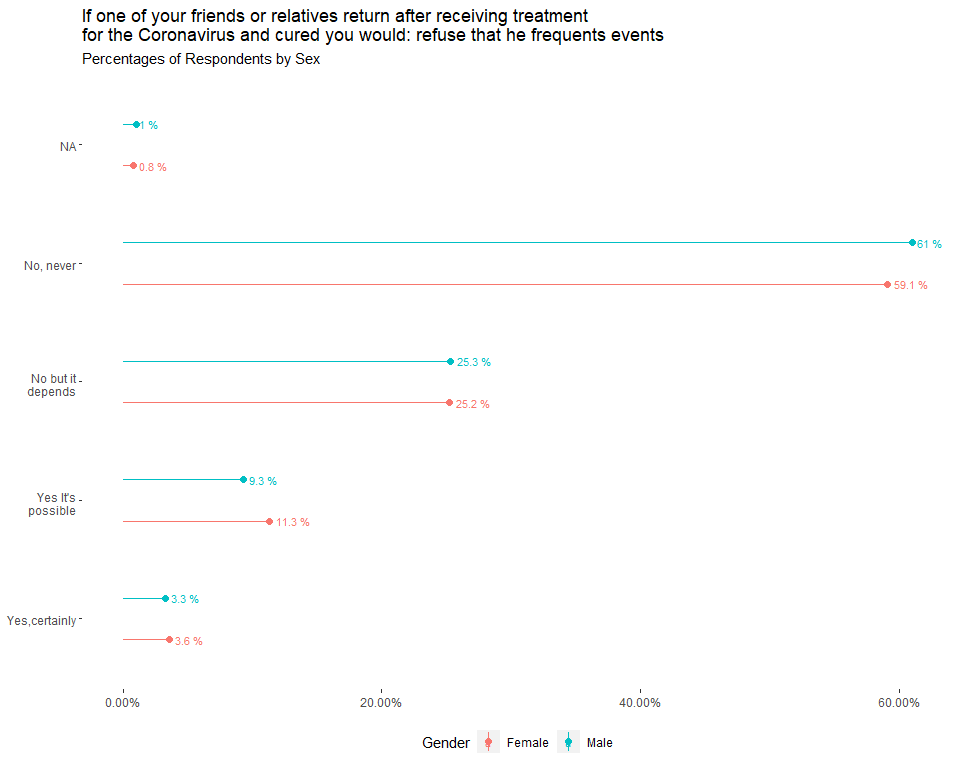 If one of your friends or relatives return after receiving treatment
for the Coronavirus and cured you would: refuse that he frequents events
Percentages of Respondents by Sex
1 %
NA
0.8 %
61 %
No, never
59.1 %
25.3 %
No but it
depends
25.2 %
9.3 %
Yes It's
possible
11.3 %
3.3 %
Yes,certainly
3.6 %
0.00% 20.00% 40.00% 60.00%
Gender Female Male